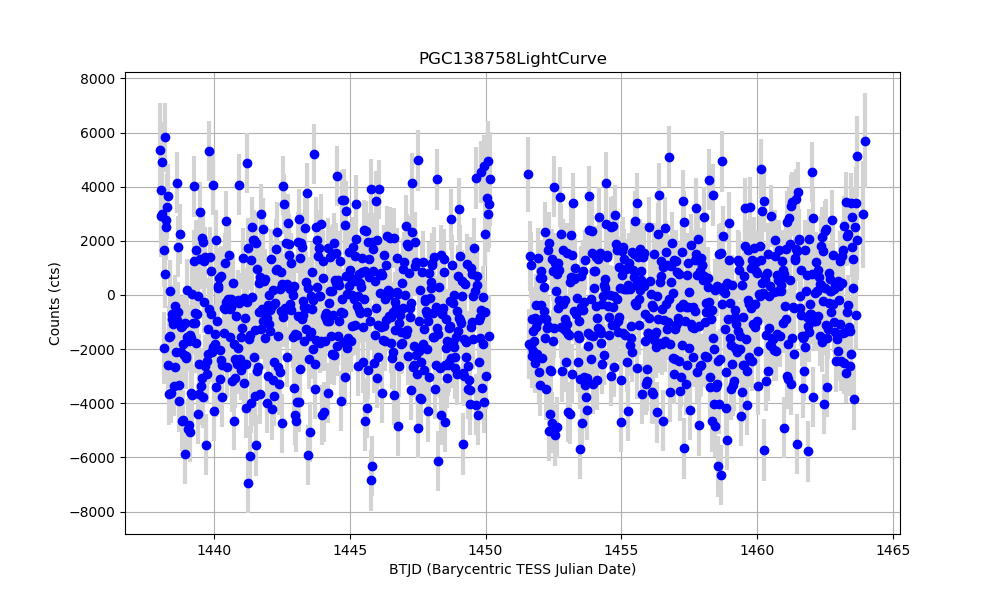 PGC138758LightCurve
8000
6000
4000
2000
0
−2000
−4000
−6000
−8000
Counts (cts)
1440 1445 1450 1455 1460 1465
BTJD (Barycentric TESS Julian Date)